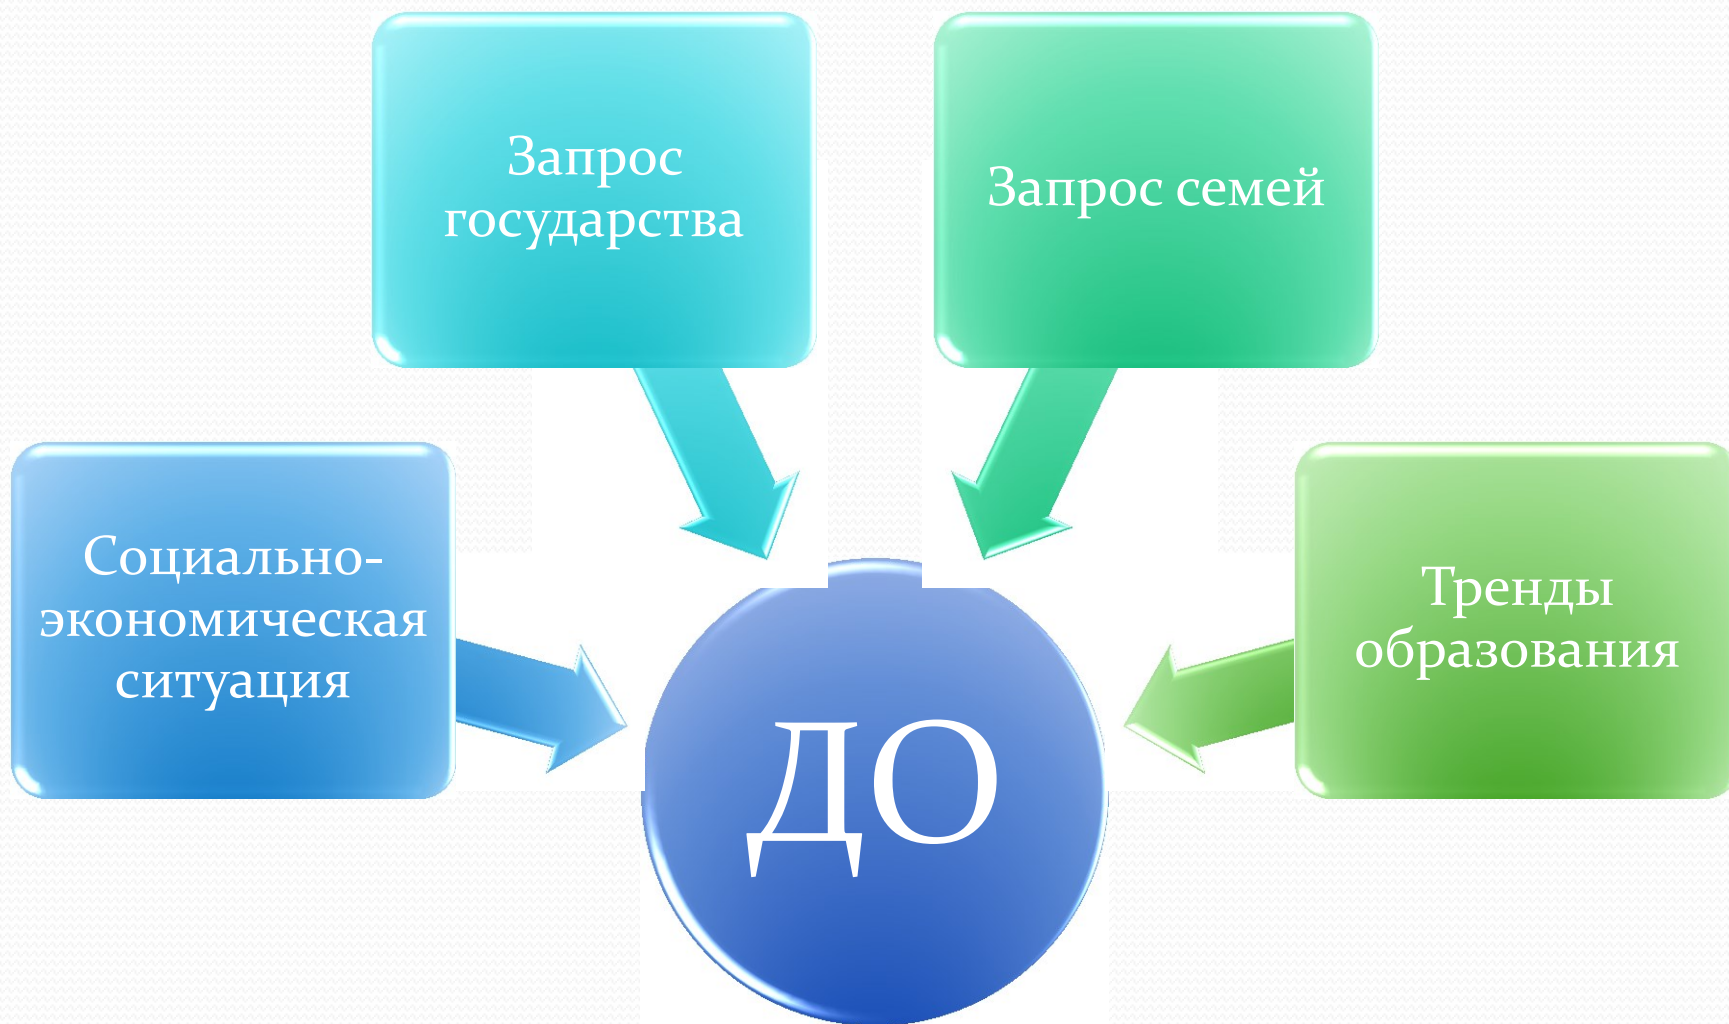 Запрос
государства
Запрос семей
Социально-
экономическая
ситуация
Тренды
образования
ДО